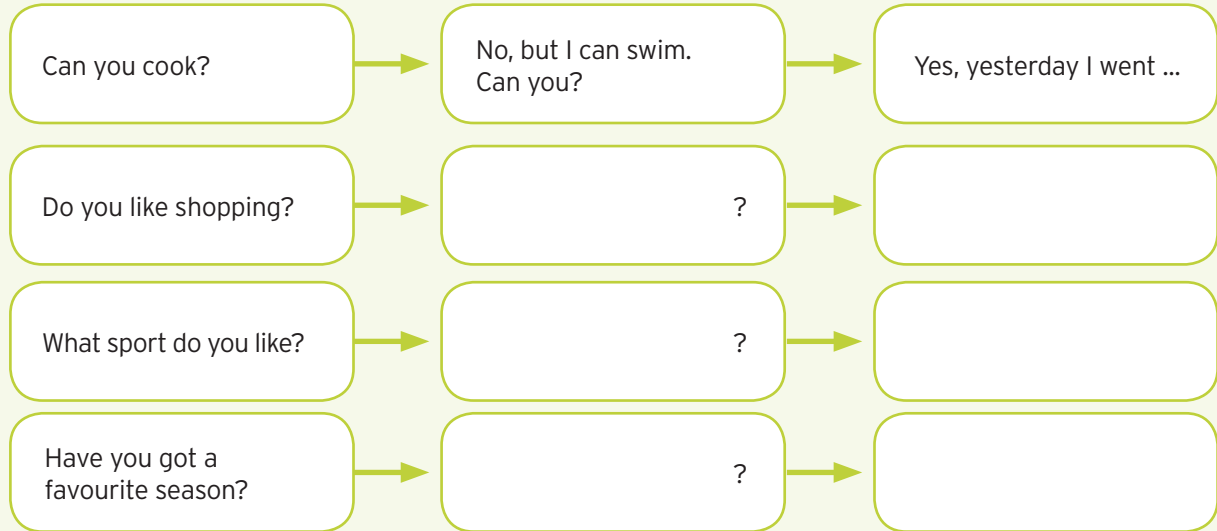 Can you cook?
No, but I can swim.
Can you?
Yes, yesterday I went ...
Do you like shopping?
?
What sport do you like?
?
Have you got a
favourite season?
?